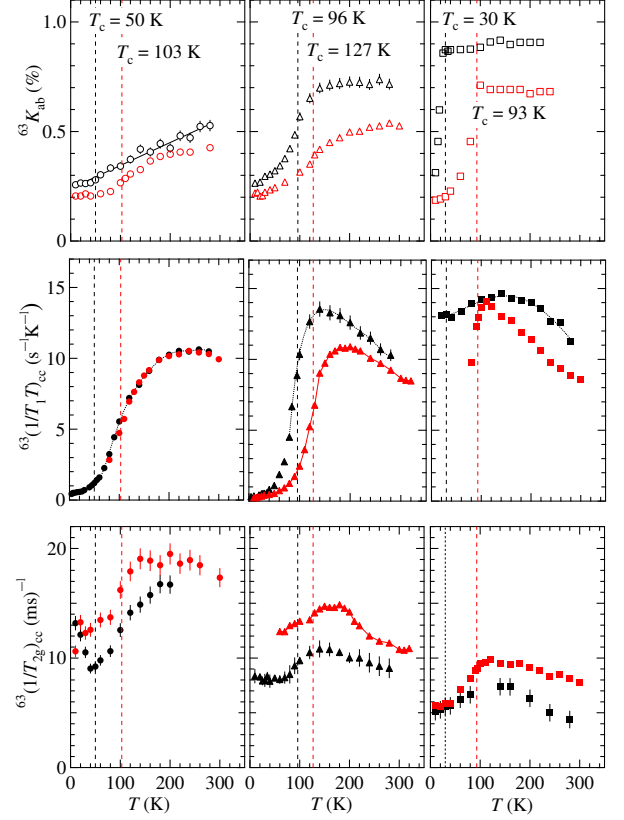 T_c = 50 K
T_c = 103 K
T_c = 96 K
T_c = 127 K
T_c = 30 K
T_c = 93 K
^63K_ab (%)
1.0
0.5
0
^63(1/T_1T)_cc (s^−1K^−1)
15
10
5
0
^63(1/T_2g)_cc (ms)^−1
20
10
0
0 100 200 300
0 100 200 300
0 100 200 300
T (K)
T (K)
T (K)